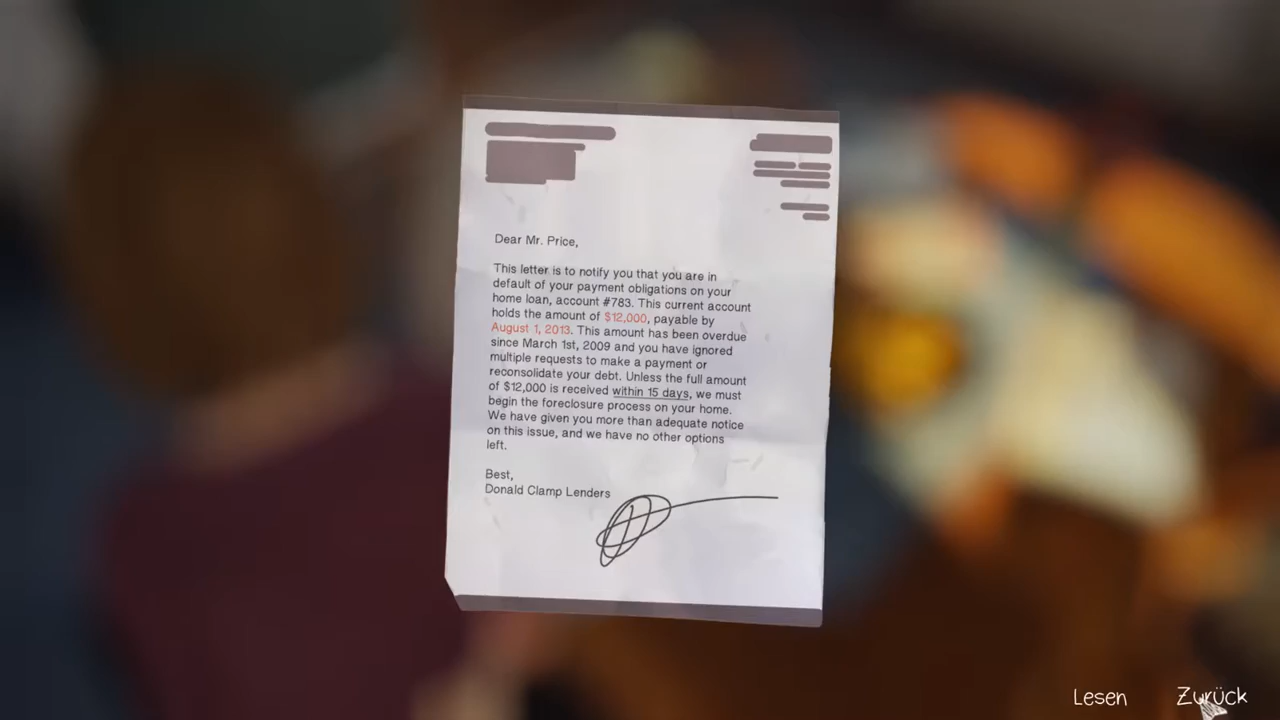 Dear Mr. Price,
This letter is to notify you that you are in
default of your payment obligations on your
home loan, account #783. This current account
holds the amount of $12,000, payable by
August 1, 2013. This amount has been overdue
since March 1st, 2009 and you have ignored
multiple requests to make a payment or
reconsolidate your debt. Unless the full amount
of $12,000 is received within 15 days, we must
begin the foreclosure process on your home.
We have given you more than adequate notice
on this issue, and we have no other options
left.
Best,
Donald Clamp Lenders
Lesen
Zurück